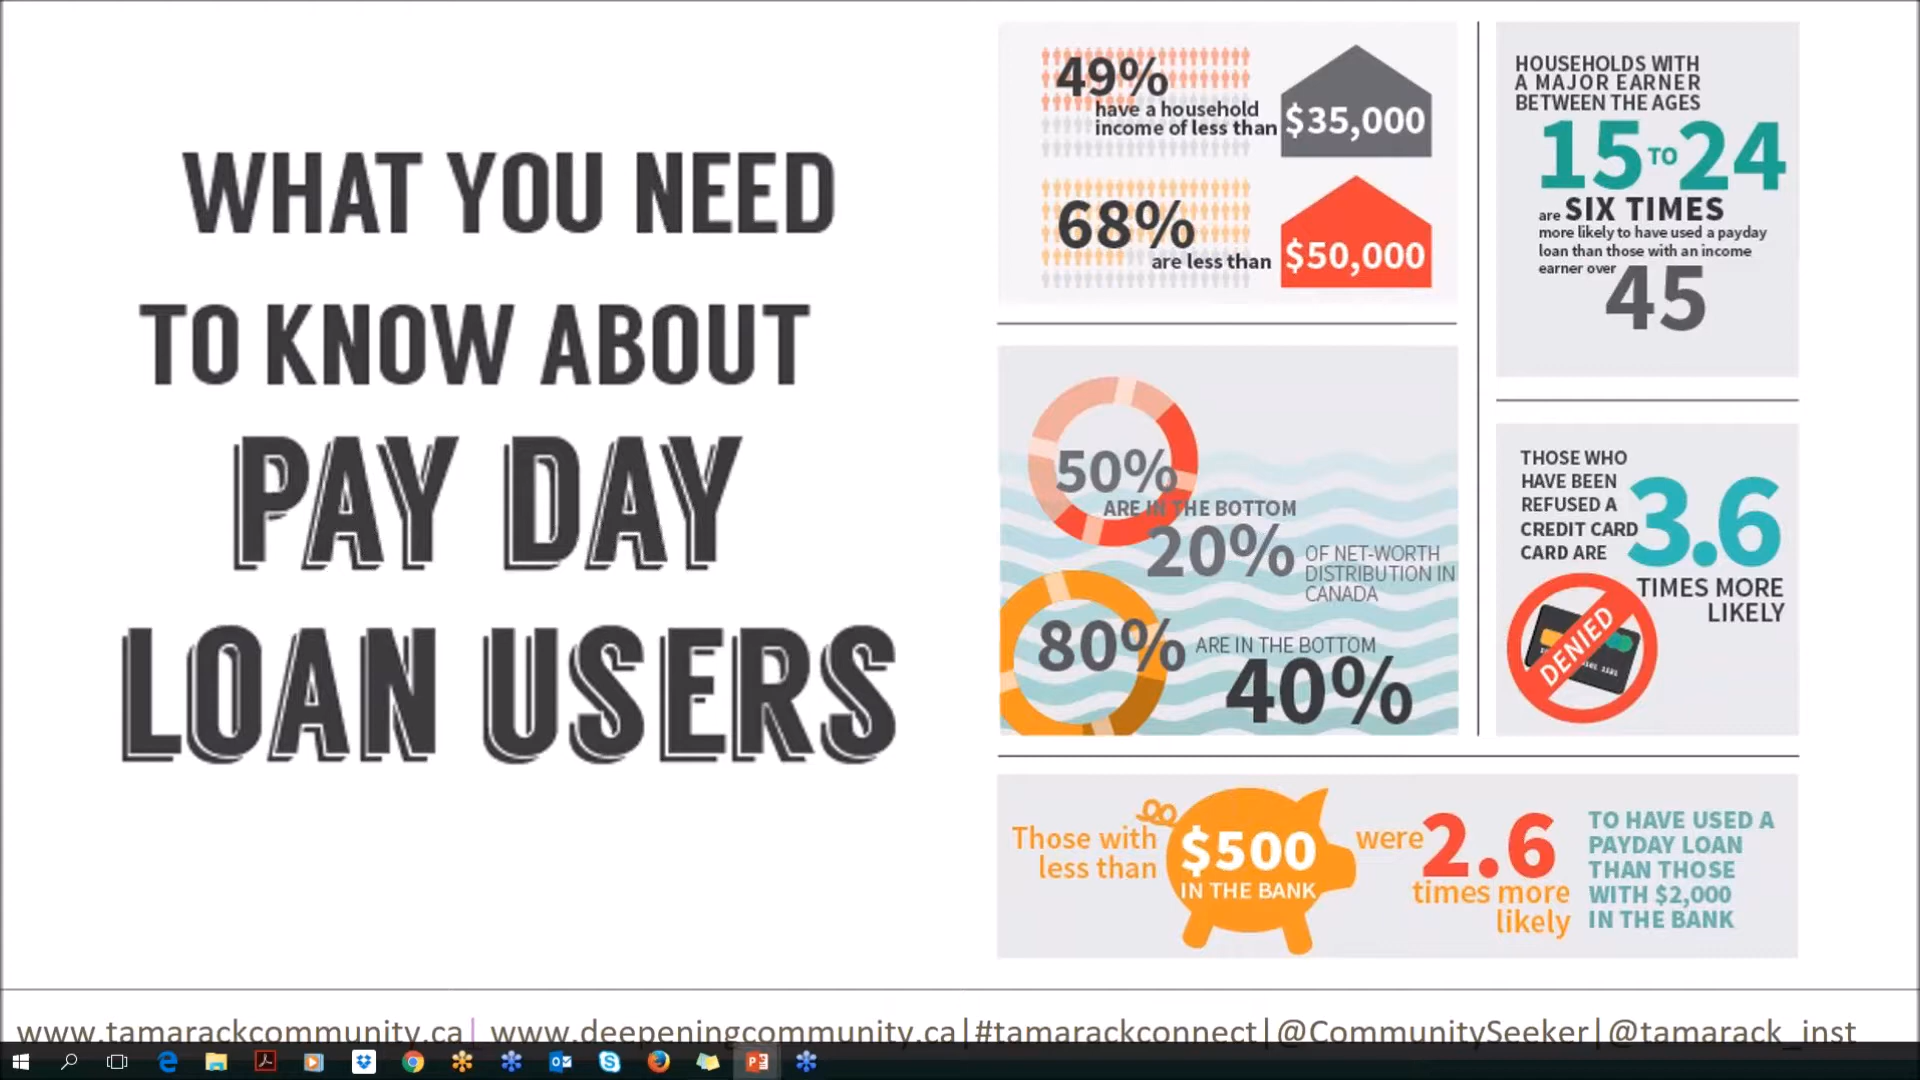 WHAT YOU NEED
TO KNOW ABOUT
PAY DAY
LOAN USERS
49%
have a household
income of less than
$35,000
68%
are less than
$50,000
50%
ARE IN THE BOTTOM
20%
OF NET-WORTH
DISTRIBUTION IN
CANADA
80%
ARE IN THE BOTTOM
40%
HOUSEHOLDS WITH
A MAJOR EARNER
BETWEEN THE AGES
15 TO 24
are SIX TIMES
more likely to have used a payday
loan than those with an income
earner over
45
THOSE WHO
HAVE BEEN
REFUSED A
CREDIT CARD
CARD ARE
3.6
TIMES MORE
LIKELY
DENIED
Those with
less than
$500
IN THE BANK
were 2.6
times more
likely
TO HAVE USED A
PAYDAY LOAN
THAN THOSE
WITH $2,000
IN THE BANK
www.tamarackcommunity.ca| www.deepeningcommunity.ca|#tamarackconnect|@CommunitySeeker|@tamarack_inst